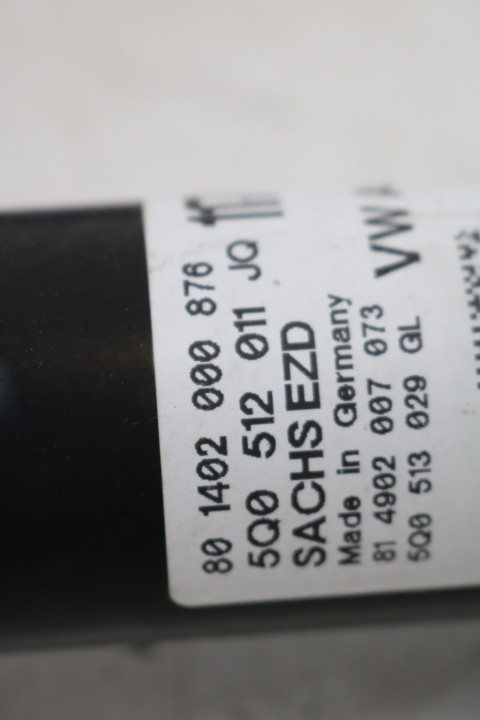 80 1402 000 876
5Q0 512 011 JQ
SACHS EZD
Made in Germany
81 4902 007 073
5Q0 513 029 GL
VW A